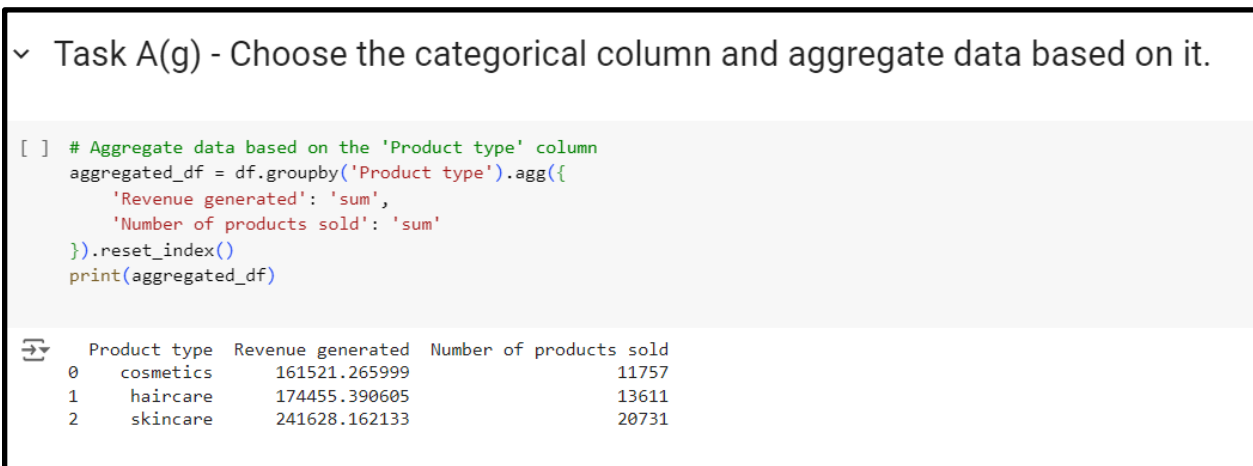 Task A(g) - Choose the categorical column and aggregate data based on it.
[ ] # Aggregate data based on the 'Product type' column
aggregated_df = df.groupby('Product type').agg({
    'Revenue generated': 'sum',
    'Number of products sold': 'sum'
}).reset_index()
print(aggregated_df)
Product type  Revenue generated  Number of products sold
0    cosmetics      161521.265999                    11757
1     haircare      174455.390605                    13611
2     skincare      241628.162133                    20731